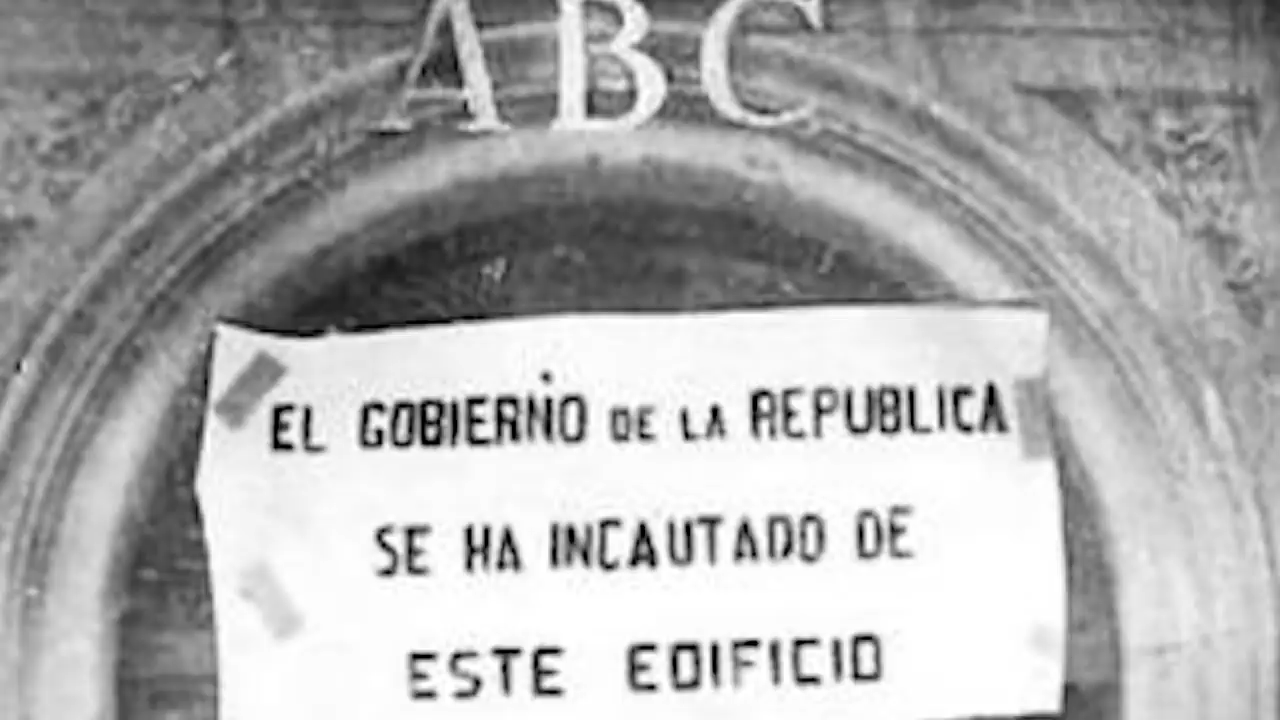 ABC
EL GOBIERNO DE LA REPUBLICA
SE HA INCAUTADO DE
ESTE EDIFICIO